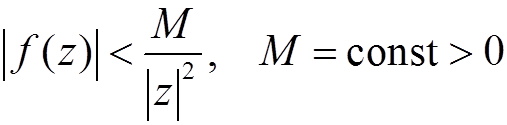 |f(z)| < M/|z|², M = const > 0